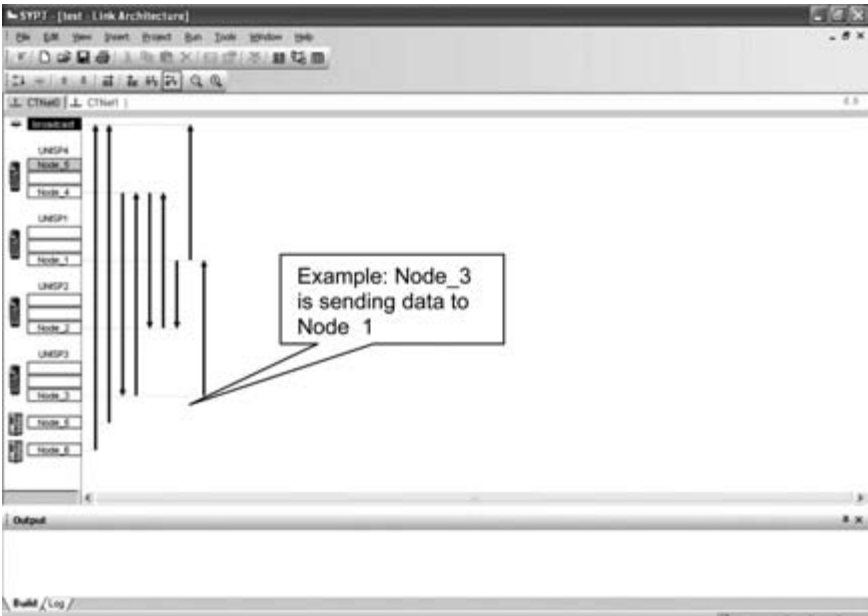 SYPT - [test - Link Architecture]
File Edit View Insert Project Run Tools Window Help
CTNet0 CTNet1
broadcast
UNISP4
Node_5
Node_4
UNISP1
Node_1
UNISP2
Node_2
UNISP3
Node_3
Node_6
Example: Node_3
is sending data to
Node_1
Output
Build Log